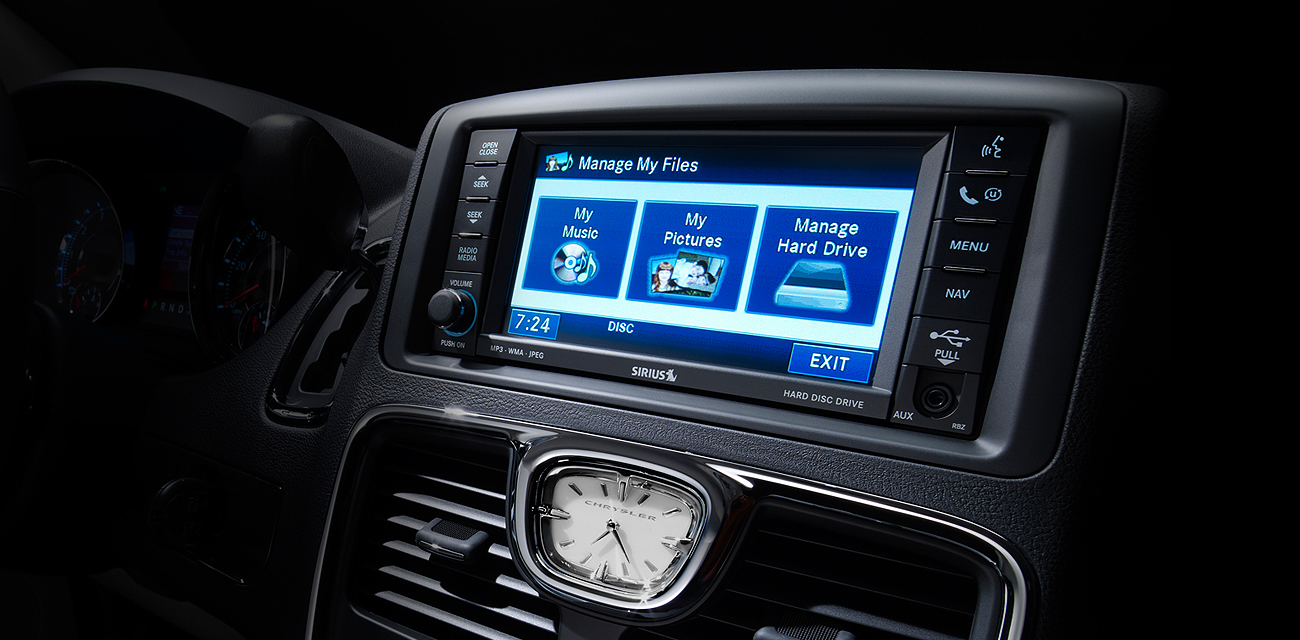 OPEN
CLOSE
SEEK
SEEK
RADIO
MEDIA
VOLUME
PUSH ON
Manage My Files
My
Music
My
Pictures
Manage
Hard Drive
7:24
DISC
EXIT
MP3 · WMA · JPEG
SIRIUS
HARD DISC DRIVE
MENU
NAV
PULL
AUX
RBZ
PRND
CHRYSLER